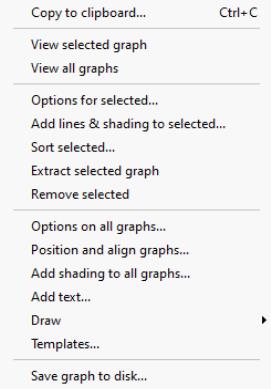 Copy to clipboard... Ctrl+C
View selected graph
View all graphs
Options for selected...
Add lines & shading to selected...
Sort selected...
Extract selected graph
Remove selected
Options on all graphs...
Position and align graphs...
Add shading to all graphs...
Add text...
Draw
Templates...
Save graph to disk...